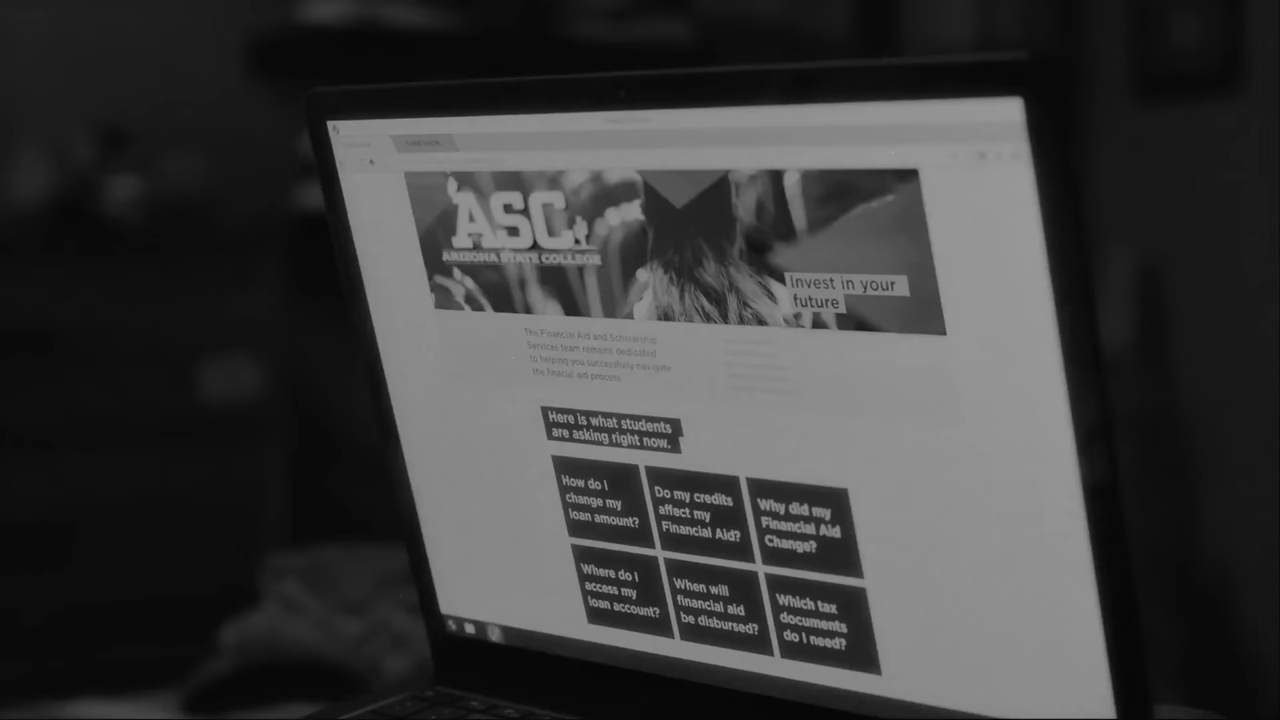 ASC
ARIZONA STATE COLLEGE
Invest in your
future
The Financial Aid and Scholarship
Services team remains dedicated
to helping you successfully navigate
the finacial aid process
Here is what students
are asking right now.
How do I
change my
loan amount?
Do my credits
affect my
Financial Aid?
Why did my
Financial Aid
Change?
Where do I
access my
loan account?
When will
financial aid
be disbursed?
Which tax
documents
do I need?